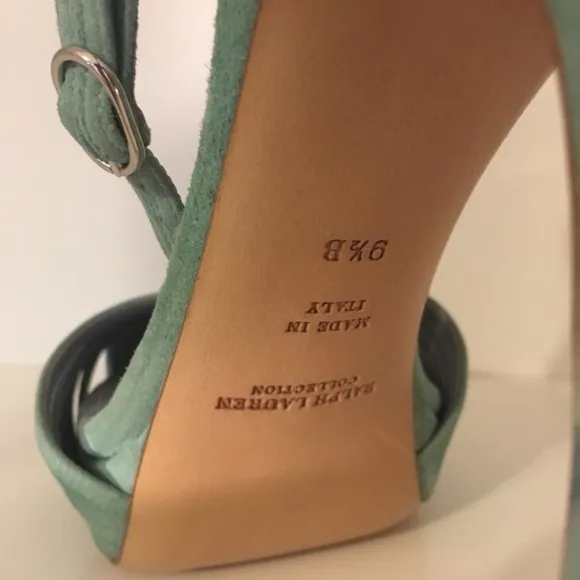 RALPH LAUREN
COLLECTION
MADE IN
ITALY
9½B